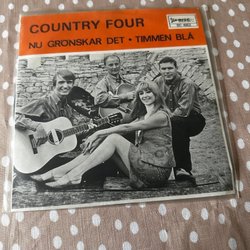 COUNTRY FOUR
NU GRÖNSKAR DET • TIMMEN BLÅ